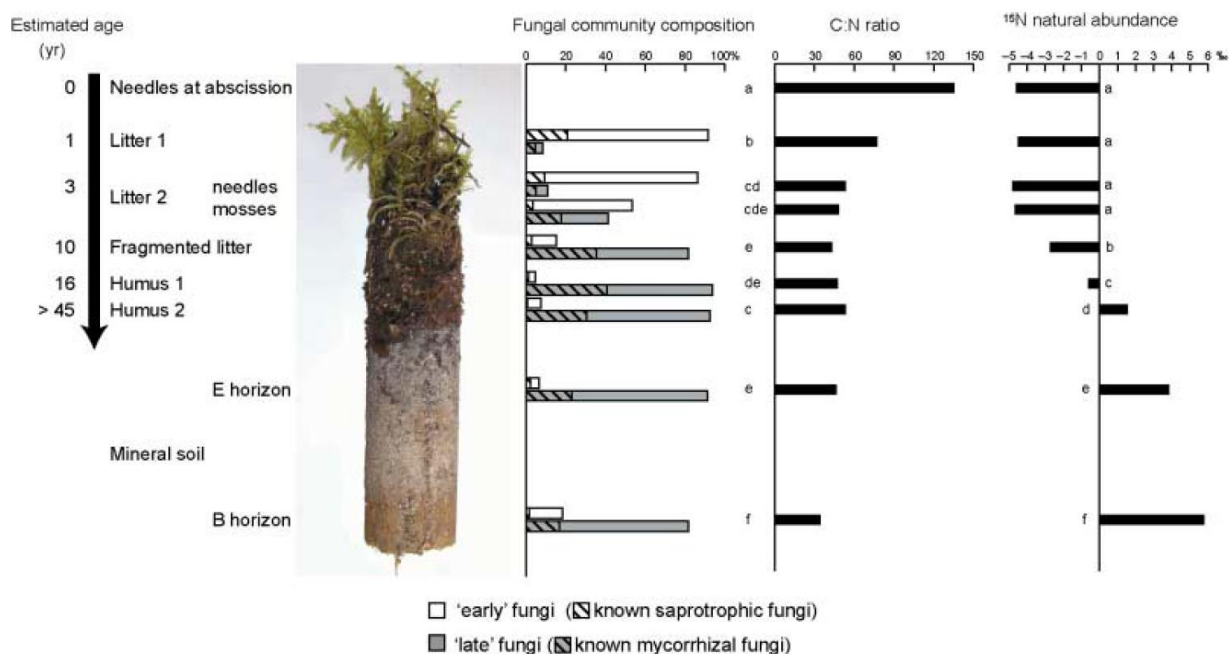 Estimated age
(yr)
Fungal community composition
C:N ratio
¹⁵N natural abundance
0 20 40 60 80 100%
0 30 60 90 120 150
−5 −4 −3 −2 −1 0 1 2 3 4 5 6 ‰
0 Needles at abscission a a
1 Litter 1 b a
3 Litter 2 needles cd a
mosses cde a
10 Fragmented litter e b
16 Humus 1 de c
> 45 Humus 2 c d
E horizon e e
Mineral soil
B horizon f f
'early' fungi ( known saprotrophic fungi)
'late' fungi ( known mycorrhizal fungi)